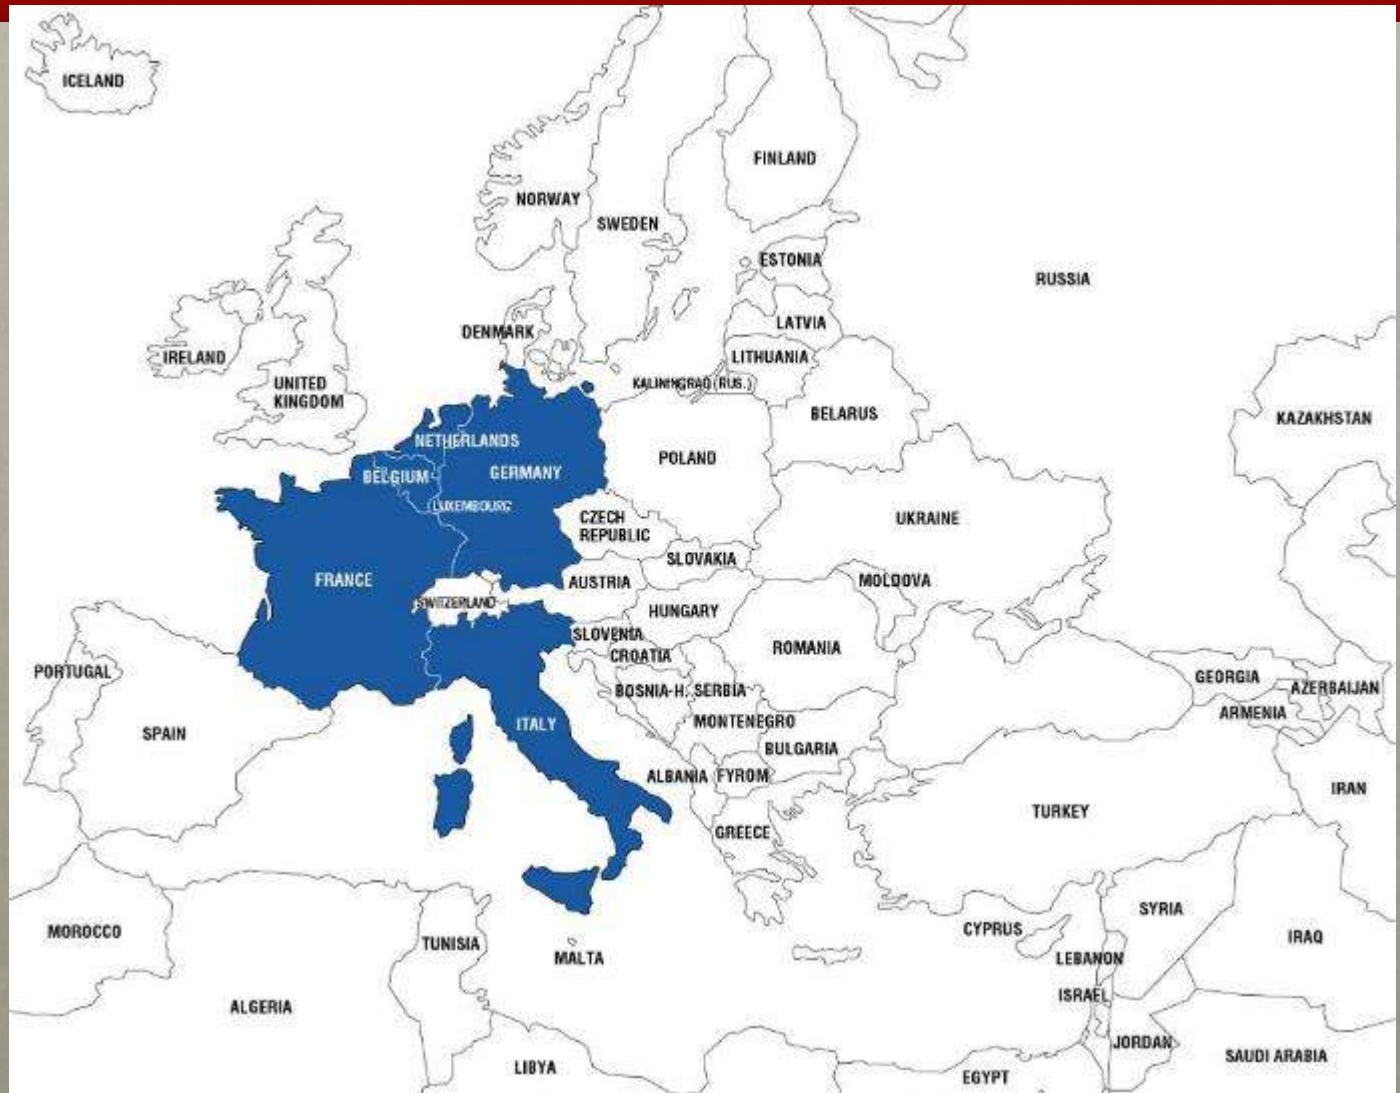 ICELAND
FINLAND
NORWAY
SWEDEN
ESTONIA
RUSSIA
LATVIA
DENMARK
LITHUANIA
IRELAND
KALININGRAD (RUS.)
UNITED
KINGDOM
BELARUS
KAZAKHSTAN
NETHERLANDS
POLAND
BELGIUM
GERMANY
LUXEMBOURG
CZECH
REPUBLIC
UKRAINE
SLOVAKIA
FRANCE
AUSTRIA
MOLDOVA
SWITZERLAND
HUNGARY
SLOVENIA
ROMANIA
CROATIA
PORTUGAL
GEORGIA
BOSNIA-H.
SERBIA
AZERBAIJAN
ARMENIA
SPAIN
ITALY
MONTENEGRO
BULGARIA
ALBANIA
FYROM
IRAN
TURKEY
GREECE
SYRIA
MOROCCO
CYPRUS
IRAQ
TUNISIA
MALTA
LEBANON
ISRAEL
ALGERIA
JORDAN
SAUDI ARABIA
LIBYA
EGYPT